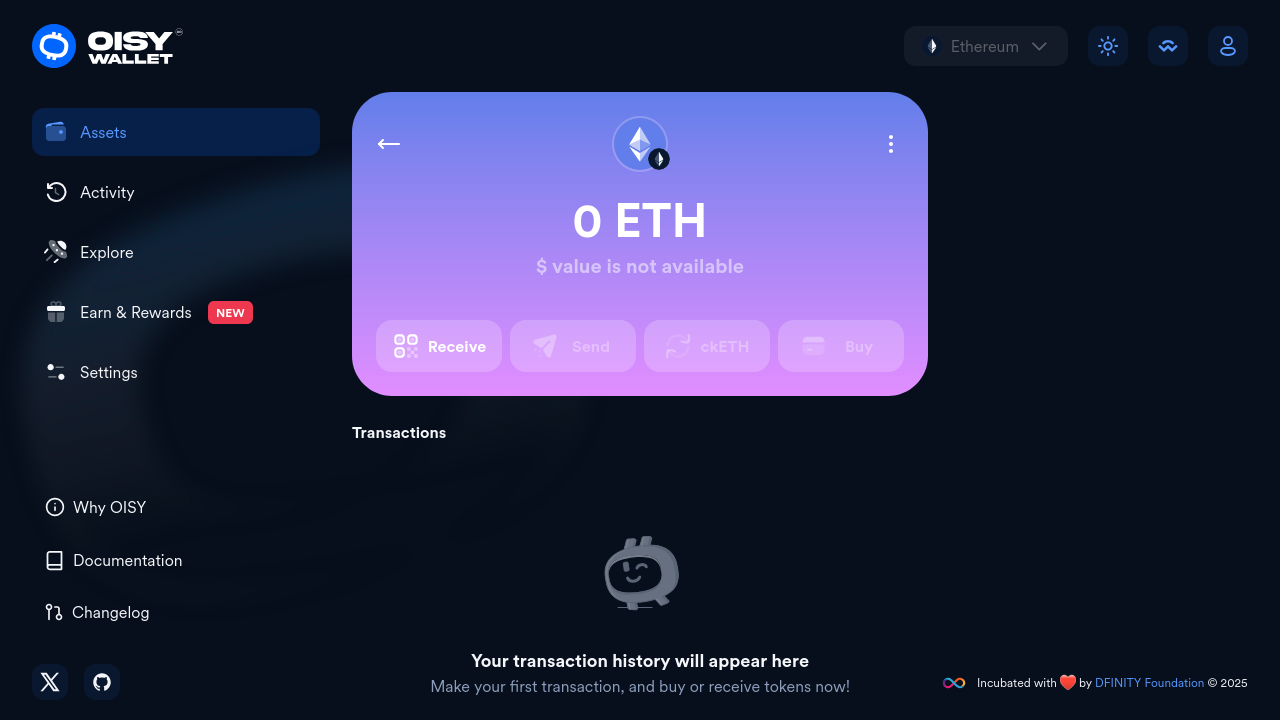 OISY
WALLET
Ethereum
Assets
Activity
Explore
Earn & Rewards NEW
Settings
0 ETH
$ value is not available
Receive
Send
ckETH
Buy
Transactions
Why OISY
Documentation
Changelog
Your transaction history will appear here
Make your first transaction, and buy or receive tokens now!
Incubated with ❤️ by DFINITY Foundation © 2025